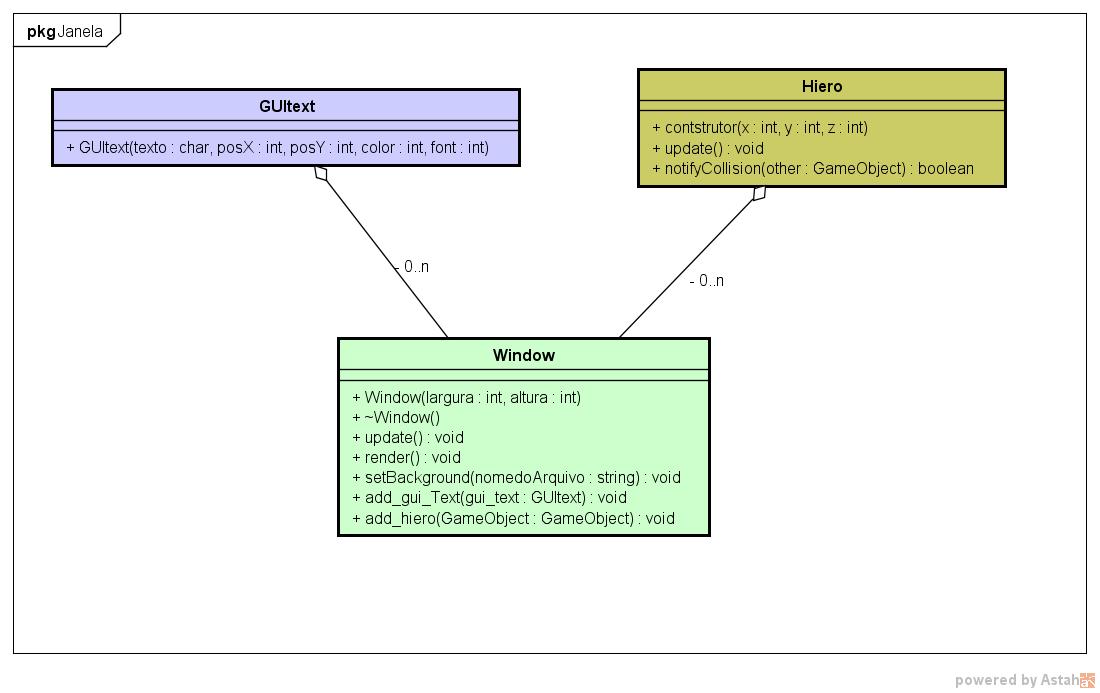 pkg Janela
GUItext
+ GUItext(texto : char, posX : int, posY : int, color : int, font : int)
Hiero
+ contstrutor(x : int, y : int, z : int)
+ update() : void
+ notifyCollision(other : GameObject) : boolean
- 0..n
- 0..n
Window
+ Window(largura : int, altura : int)
+ ~Window()
+ update() : void
+ render() : void
+ setBackground(nomedoArquivo : string) : void
+ add_gui_Text(gui_text : GUItext) : void
+ add_hiero(GameObject : GameObject) : void
powered by Astah